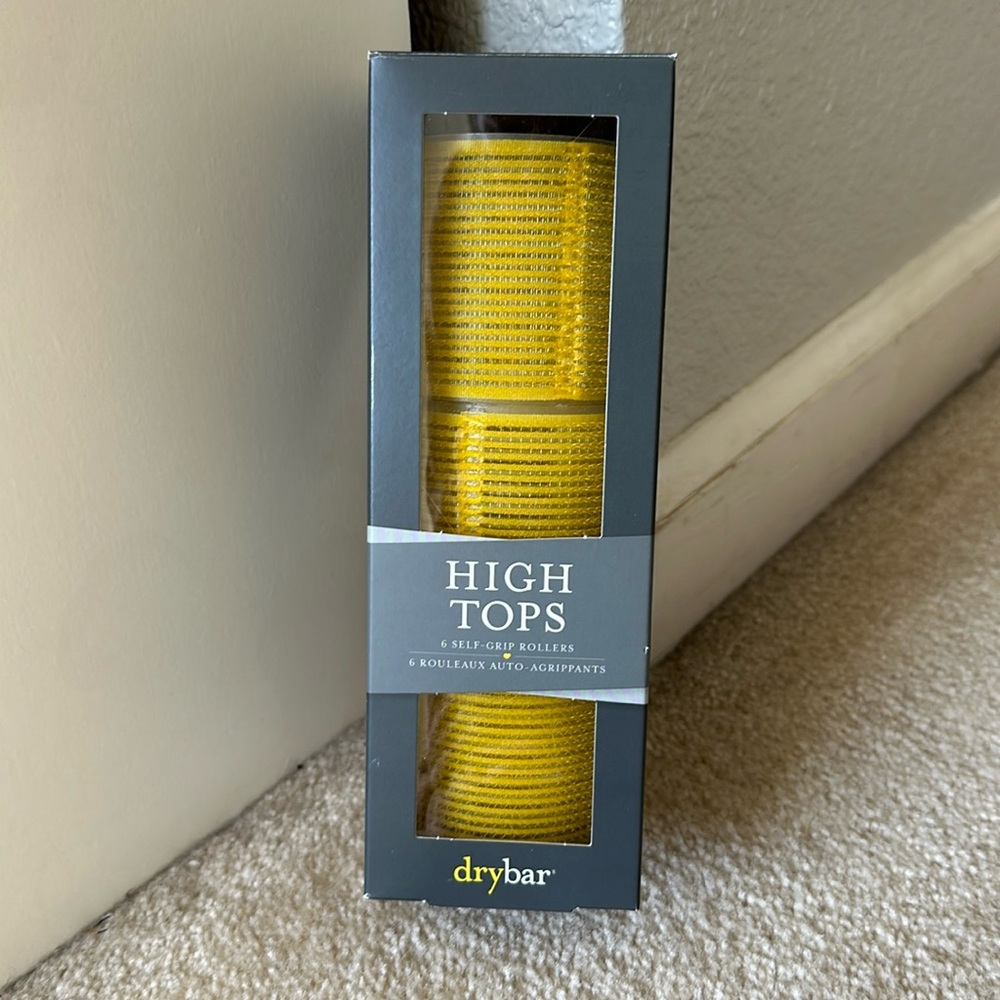 HIGH
TOPS
6 SELF-GRIP ROLLERS
6 ROULEAUX AUTO-AGRIPPANTS
drybar